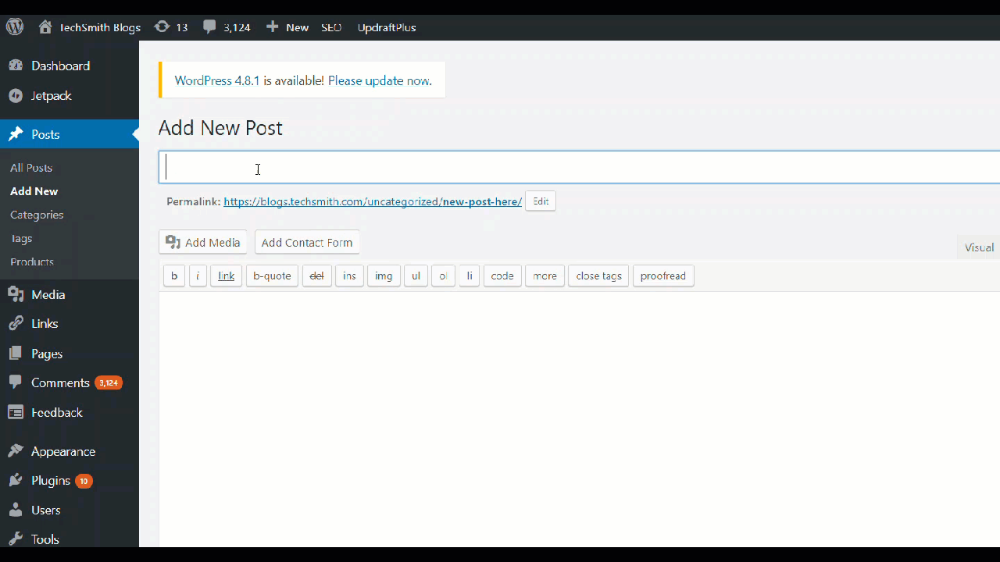 TechSmith Blogs 13 3,124 New SEO UpdraftPlus
Dashboard
Jetpack
Posts
All Posts
Add New
Categories
Tags
Products
Media
Links
Pages
Comments 3,124
Feedback
Appearance
Plugins 10
Users
Tools
WordPress 4.8.1 is available! Please update now.
Add New Post
Permalink: https://blogs.techsmith.com/uncategorized/new-post-here/ Edit
Add Media Add Contact Form
Visual
b i link b-quote del ins img ul ol li code more close tags proofread